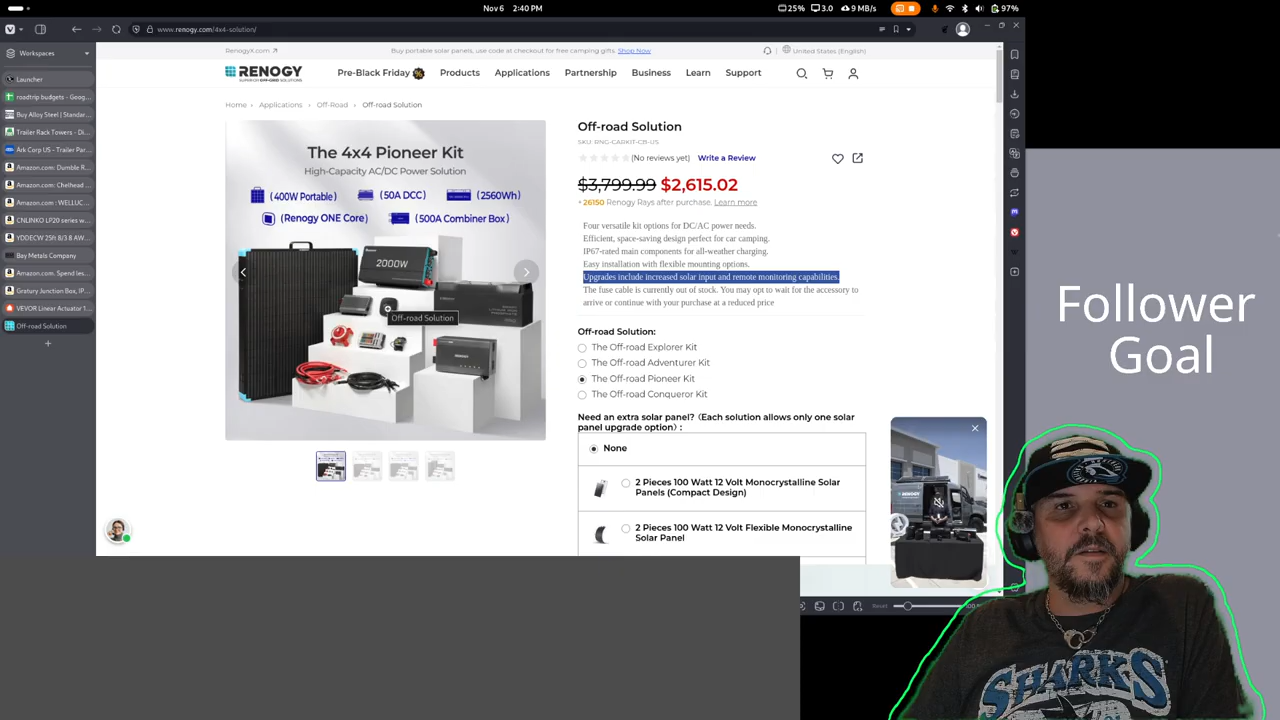 Nov 6 2:40 PM
25% 3.0 9 MB/s 97%
www.renogy.com/4x4-solution/
Workspaces
Launcher
roadtrip budgets - Goog...
Buy Alloy Steel | Standar...
Trailer Rack Towers - Di...
Ark Corp US - Trailer Par...
Amazon.com: Dumble R...
Amazon.com: Chelhead ...
Amazon.com : WELLUC...
CNLINKO LP20 series w...
YDDECW 25ft 8/3 8 AW...
Bay Metals Company
Amazon.com. Spend les...
Gratury Junction Box, IP...
VEVOR Linear Actuator 1...
Off-road Solution
RenogyX.com
Buy portable solar panels, use code at checkout for free camping gifts. Shop Now
United States (English)
RENOGY
SUPERIOR OFF-GRID SOLUTIONS
Pre-Black Friday
Products
Applications
Partnership
Business
Learn
Support
Home › Applications › Off-Road › Off-road Solution
The 4x4 Pioneer Kit
High-Capacity AC/DC Power Solution
(400W Portable)
(50A DCC)
(2560Wh)
(Renogy ONE Core)
(500A Combiner Box)
2000W
Off-road Solution
Off-road Solution
SKU: RNG-CARKIT-CB-US
(No reviews yet) Write a Review
$3,799.99 $2,615.02
+ 26150 Renogy Rays after purchase. Learn more
Four versatile kit options for DC/AC power needs.
Efficient, space-saving design perfect for car camping.
IP67-rated main components for all-weather charging.
Easy installation with flexible mounting options.
Upgrades include increased solar input and remote monitoring capabilities.
The fuse cable is currently out of stock. You may opt to wait for the accessory to
arrive or continue with your purchase at a reduced price
Off-road Solution:
The Off-road Explorer Kit
The Off-road Adventurer Kit
The Off-road Pioneer Kit
The Off-road Conqueror Kit
Need an extra solar panel? (Each solution allows only one solar
panel upgrade option) :
None
2 Pieces 100 Watt 12 Volt Monocrystalline Solar
Panels (Compact Design)
2 Pieces 100 Watt 12 Volt Flexible Monocrystalline
Solar Panel
Reset
Follower
Goal
SHARKS